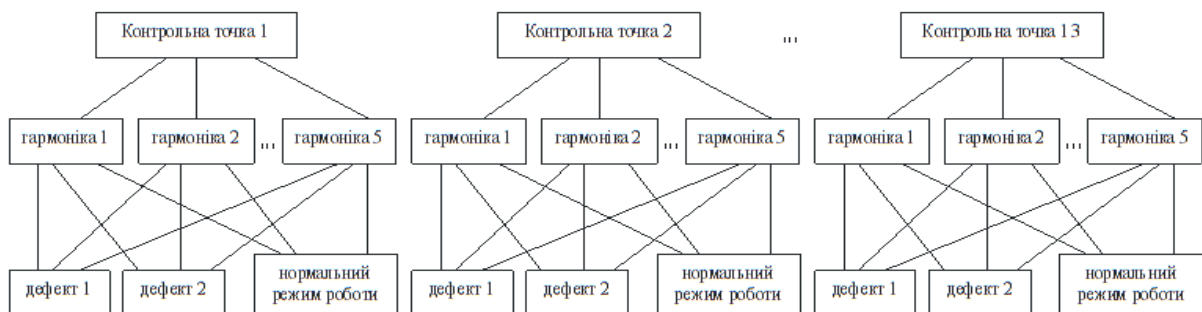 Контрольна точка 1
Контрольна точка 2
...
Контрольна точка 13
гармоніка 1
гармоніка 2
...
гармоніка 5
гармоніка 1
гармоніка 2
...
гармоніка 5
гармоніка 1
гармоніка 2
...
гармоніка 5
дефект 1
дефект 2
нормальний
режим роботи
дефект 1
дефект 2
нормальний
режим роботи
дефект 1
дефект 2
нормальний
режим роботи